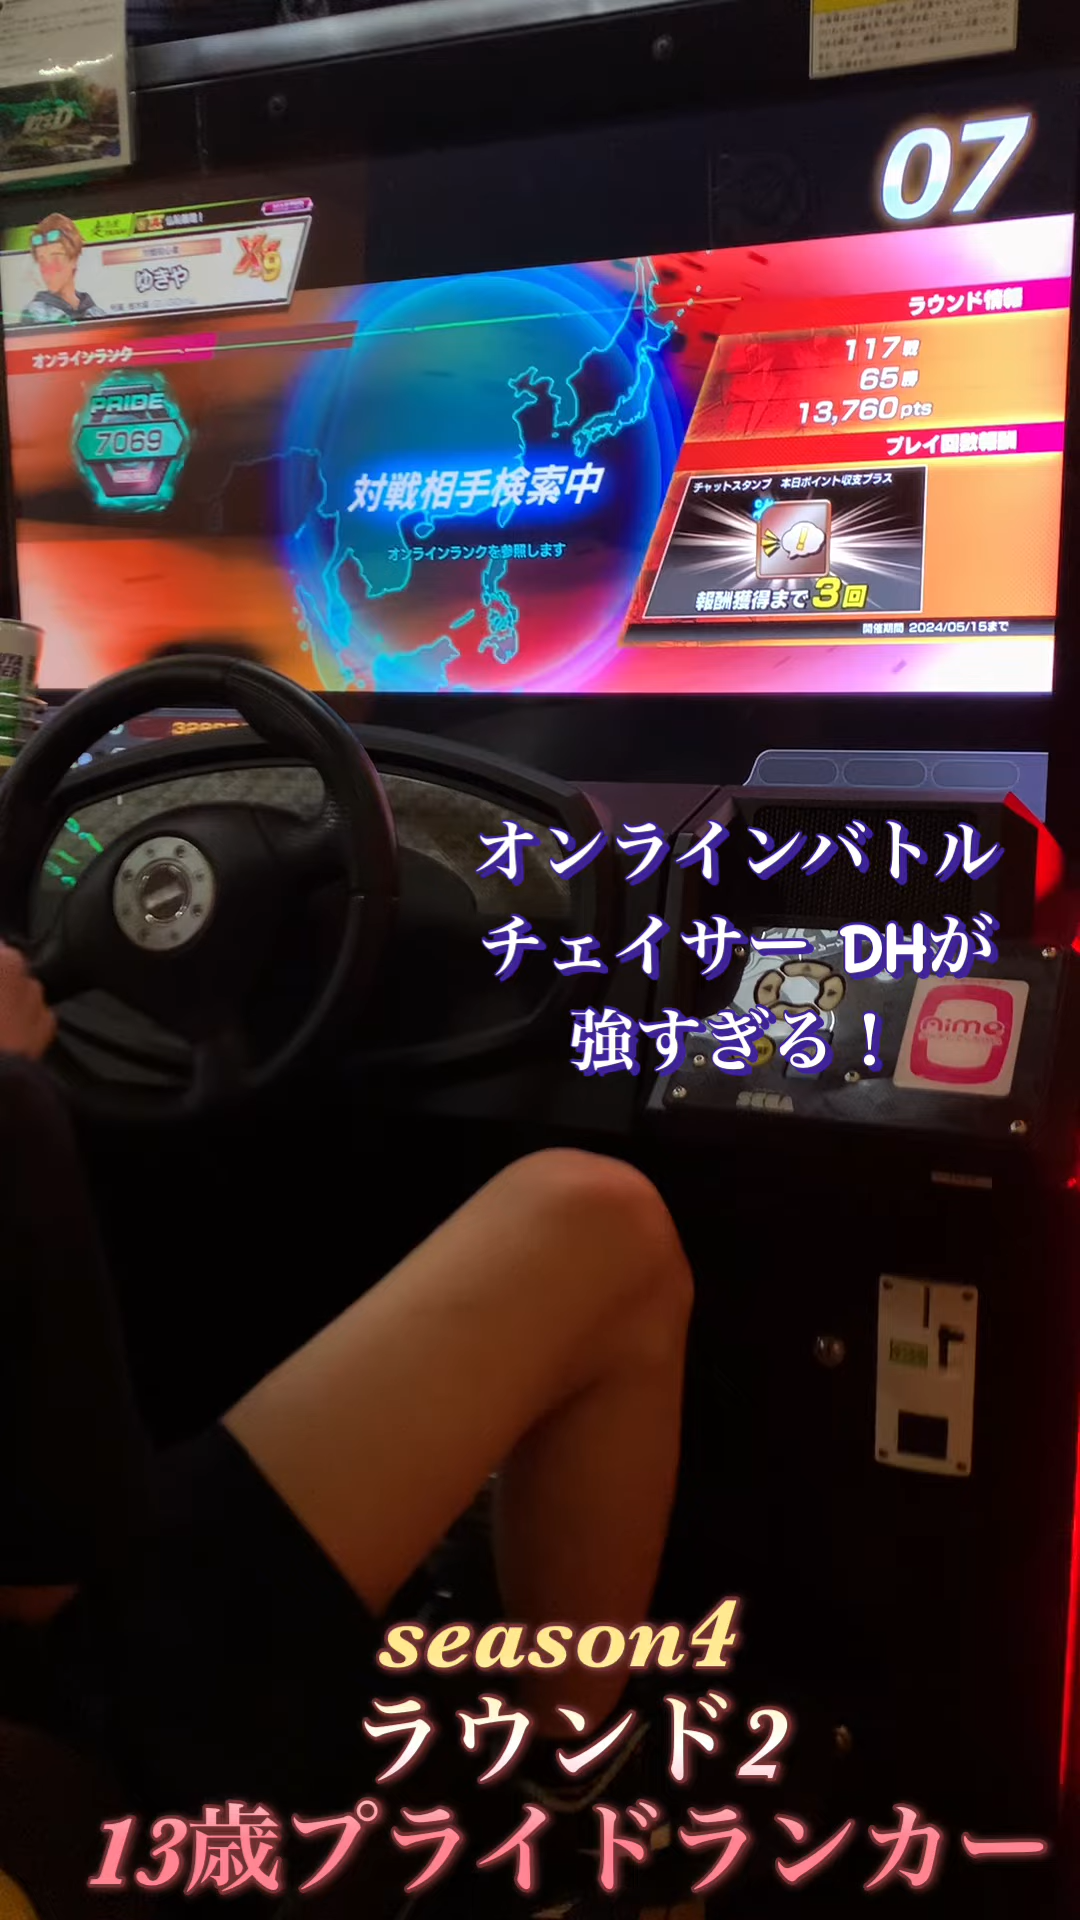 07
ゆきや
オンラインランク
PRIDE
7069
対戦相手検索中
オンラインランクを参照します
ラウンド情報
117戦
65勝
13,760pts
プレイ回数報酬
チャットスタンプ 本日ポイント収支プラス
報酬獲得まで3回
開催期間 2024/05/15まで
オンラインバトル
チェイサー DHが
強すぎる！
aime
SEGA
season4
ラウンド2
13歳プライドランカー